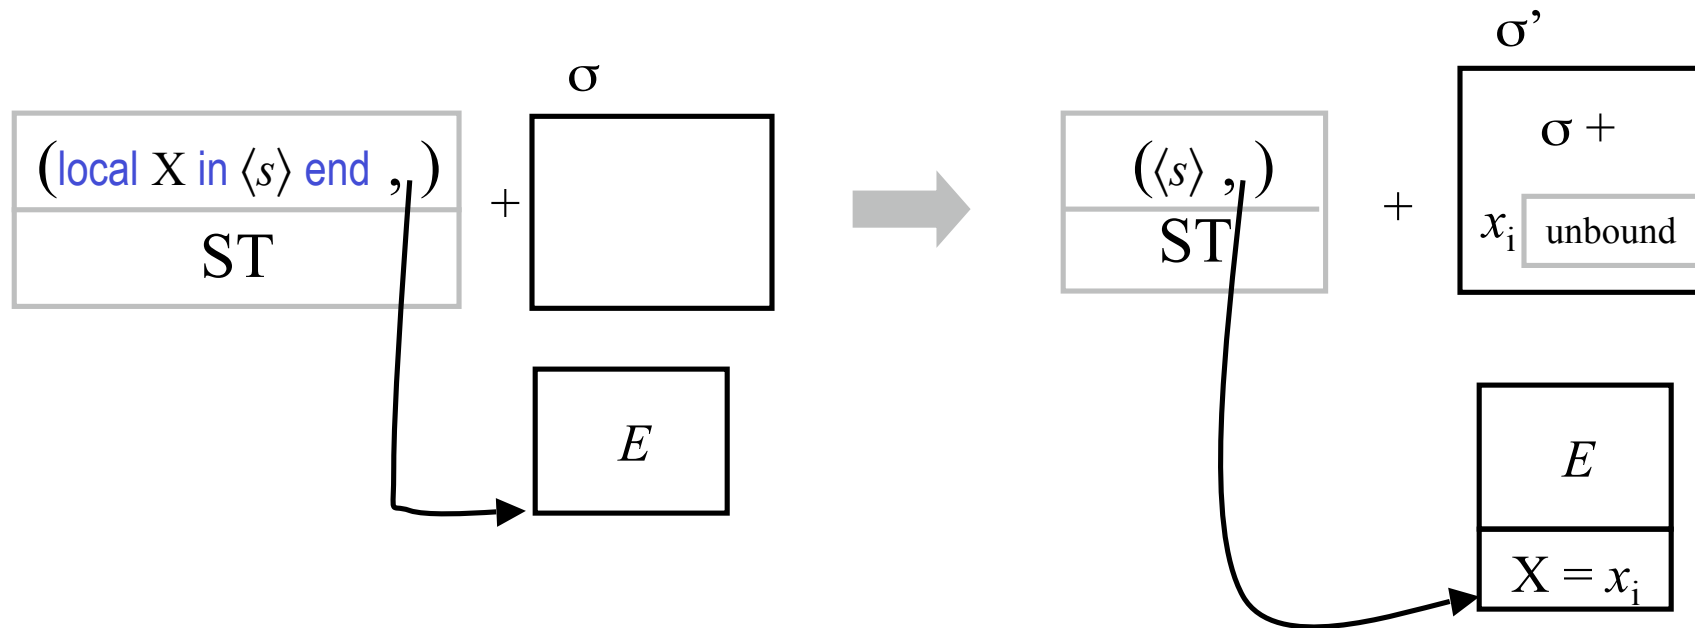 σ
(local X in ⟨s⟩ end , )
ST
+
E
σ’
(⟨s⟩ , )
ST
+
σ +
xᵢ unbound
E
X = xᵢ